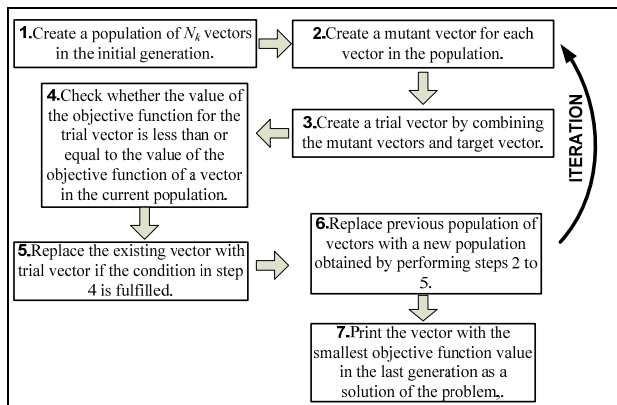 1.Create a population of Nk vectors
in the initial generation.
2.Create a mutant vector for each
vector in the population.
3.Create a trial vector by combining
the mutant vectors and target vector.
4.Check whether the value of
the objective function for the
trial vector is less than or
equal to the value of the
objective function of a vector
in the current population.
5.Replace the existing vector with
trial vector if the condition in step
4 is fulfilled.
6.Replace previous population of
vectors with a new population
obtained by performing steps 2 to
5.
7.Print the vector with the
smallest objective function value
in the last generation as a
solution of the problem,.
ITERATION